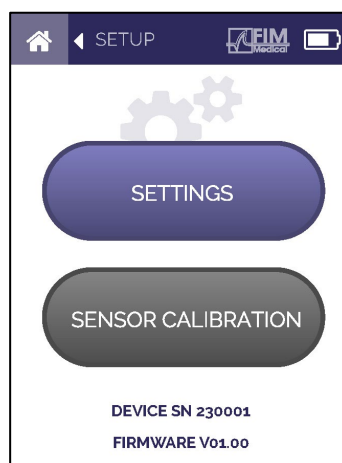 SETUP
FIM
Medical
SETTINGS
SENSOR CALIBRATION
DEVICE SN 230001
FIRMWARE V01.00